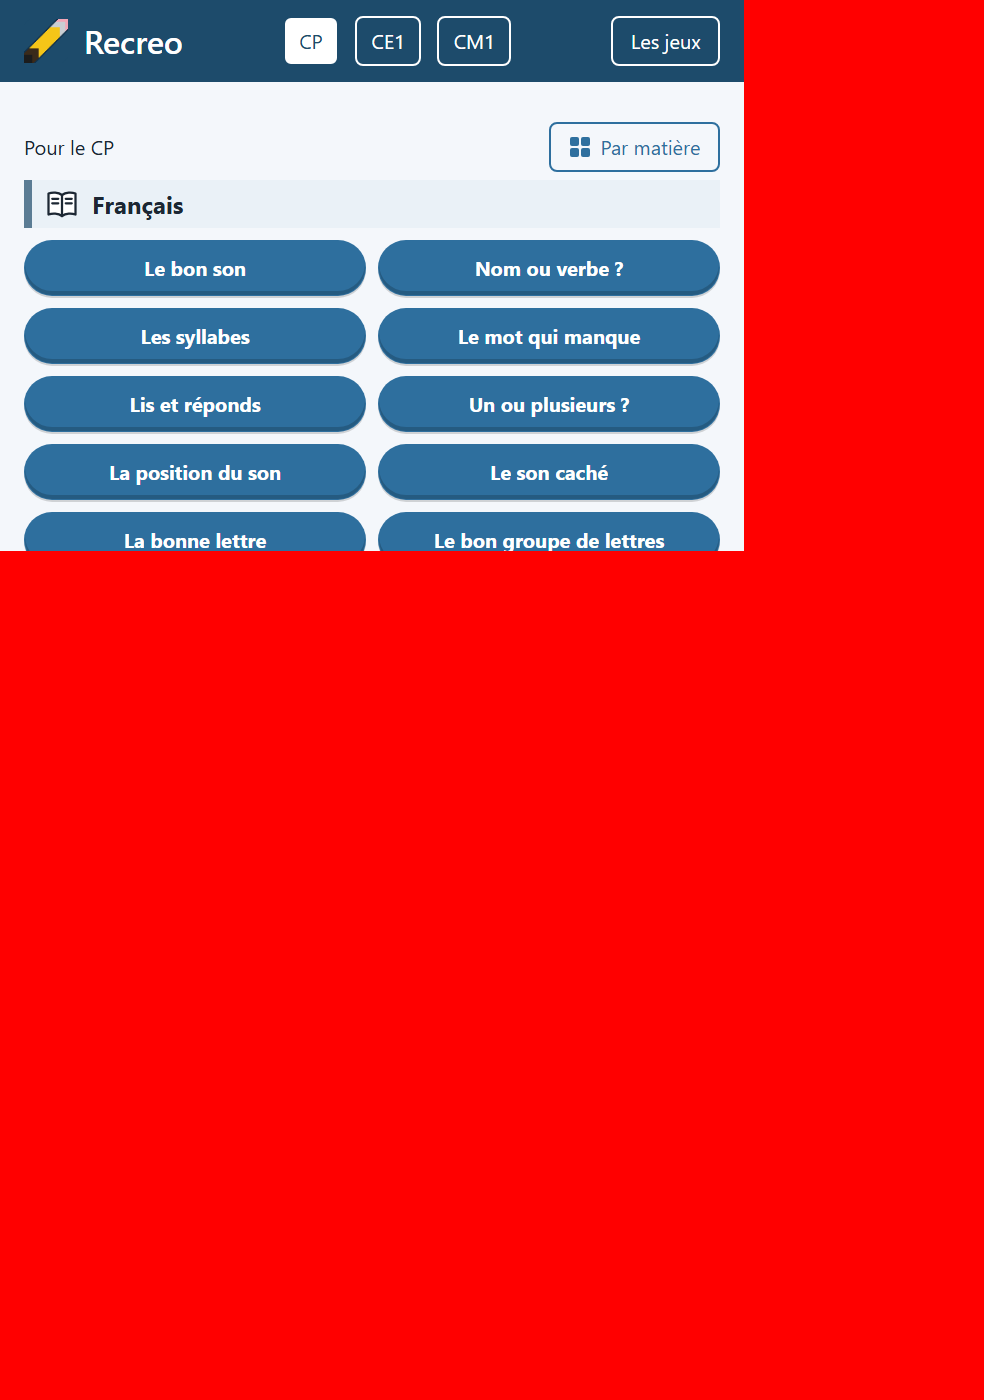 Recreo
CP
CE1
CM1
Les jeux
Pour le CP
Par matière
Français
Le bon son
Nom ou verbe ?
Les syllabes
Le mot qui manque
Lis et réponds
Un ou plusieurs ?
La position du son
Le son caché
La bonne lettre
Le bon groupe de lettres